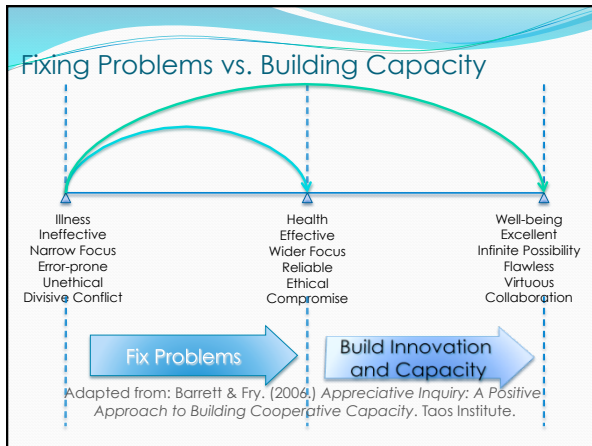 Fixing Problems vs. Building Capacity
Illness
Ineffective
Narrow Focus
Error-prone
Unethical
Divisive Conflict
Health
Effective
Wider Focus
Reliable
Ethical
Compromise
Well-being
Excellent
Infinite Possibility
Flawless
Virtuous
Collaboration
Fix Problems
Build Innovation
and Capacity
Adapted from: Barrett & Fry. (2006.) Appreciative Inquiry: A Positive
Approach to Building Cooperative Capacity. Taos Institute.